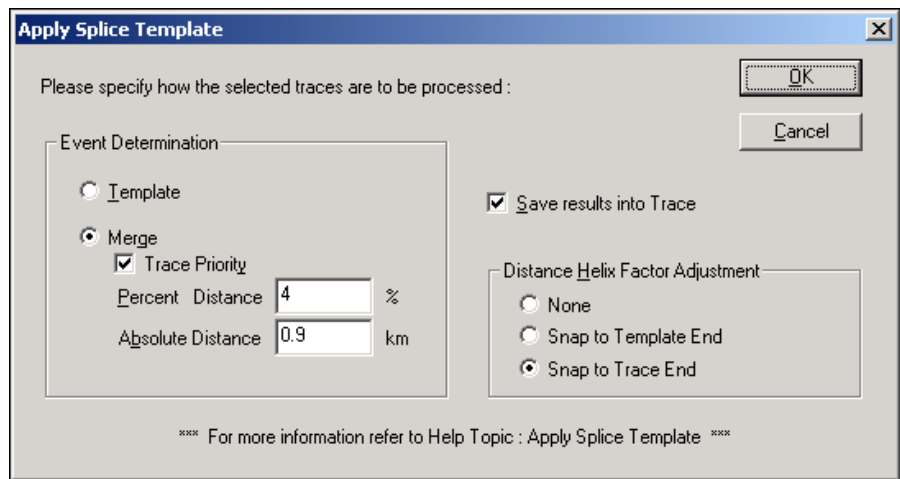 Apply Splice Template
Please specify how the selected traces are to be processed :
OK
Cancel
Event Determination
Template
Merge
Trace Priority
Percent Distance 4 %
Absolute Distance 0.9 km
Save results into Trace
Distance Helix Factor Adjustment
None
Snap to Template End
Snap to Trace End
*** For more information refer to Help Topic : Apply Splice Template ***